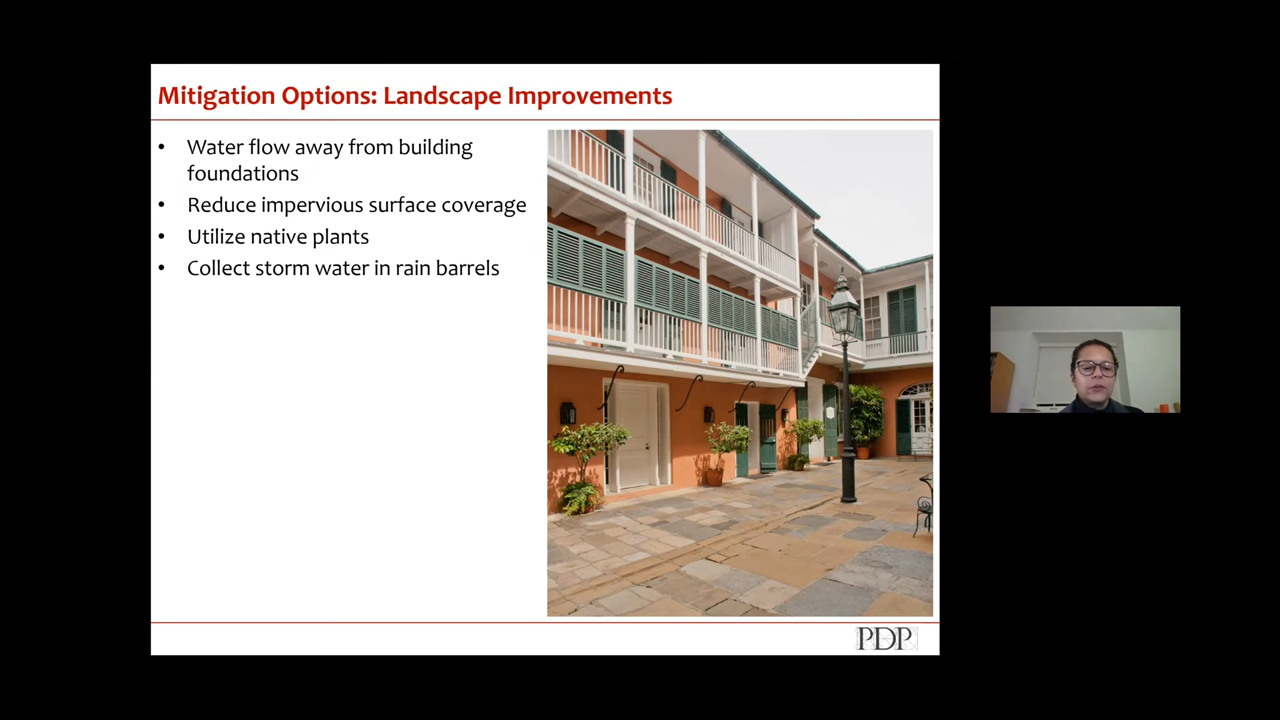 Mitigation Options: Landscape Improvements
• Water flow away from building
foundations
• Reduce impervious surface coverage
• Utilize native plants
• Collect storm water in rain barrels
PDP